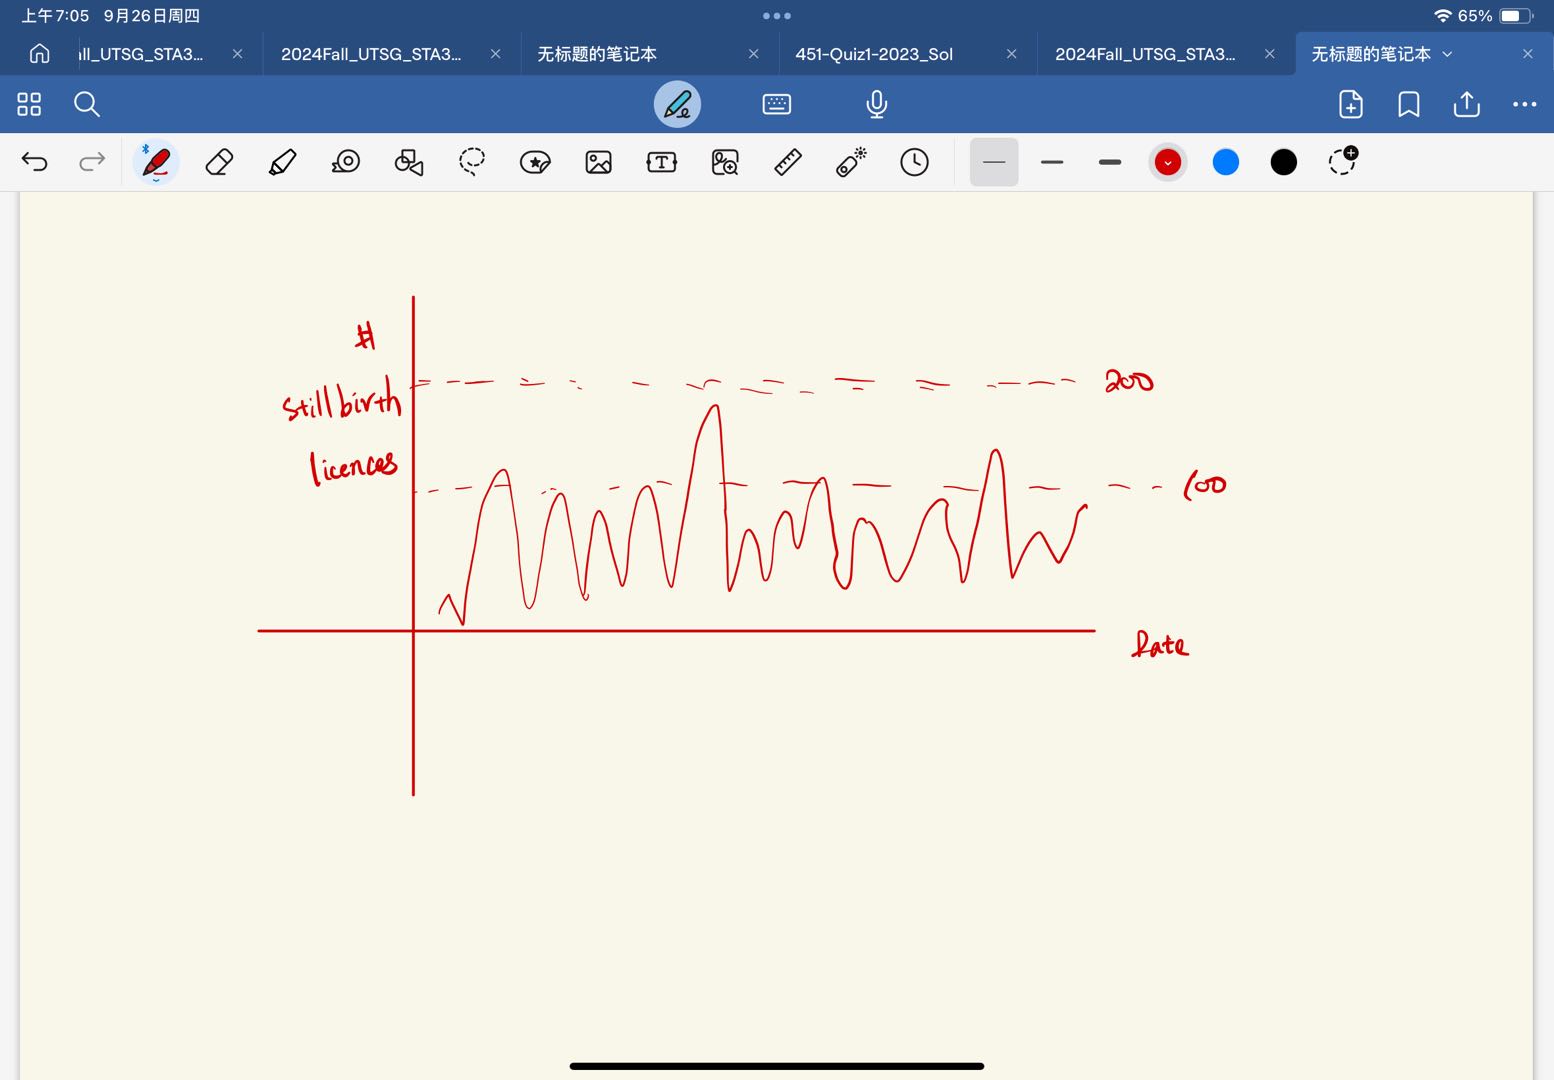 上午7:05 9月26日周四
65%
ill_UTSG_STA3...
2024Fall_UTSG_STA3...
无标题的笔记本
451-Quiz1-2023_Sol
2024Fall_UTSG_STA3...
无标题的笔记本
#
still birth
licences
200
100
Date